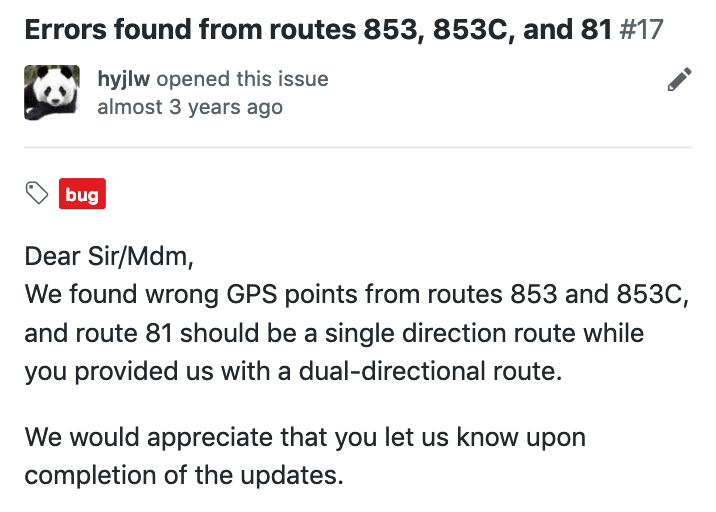 Errors found from routes 853, 853C, and 81 #17
hyjlw opened this issue
almost 3 years ago
bug
Dear Sir/Mdm,
We found wrong GPS points from routes 853 and 853C,
and route 81 should be a single direction route while
you provided us with a dual-directional route.
We would appreciate that you let us know upon
completion of the updates.